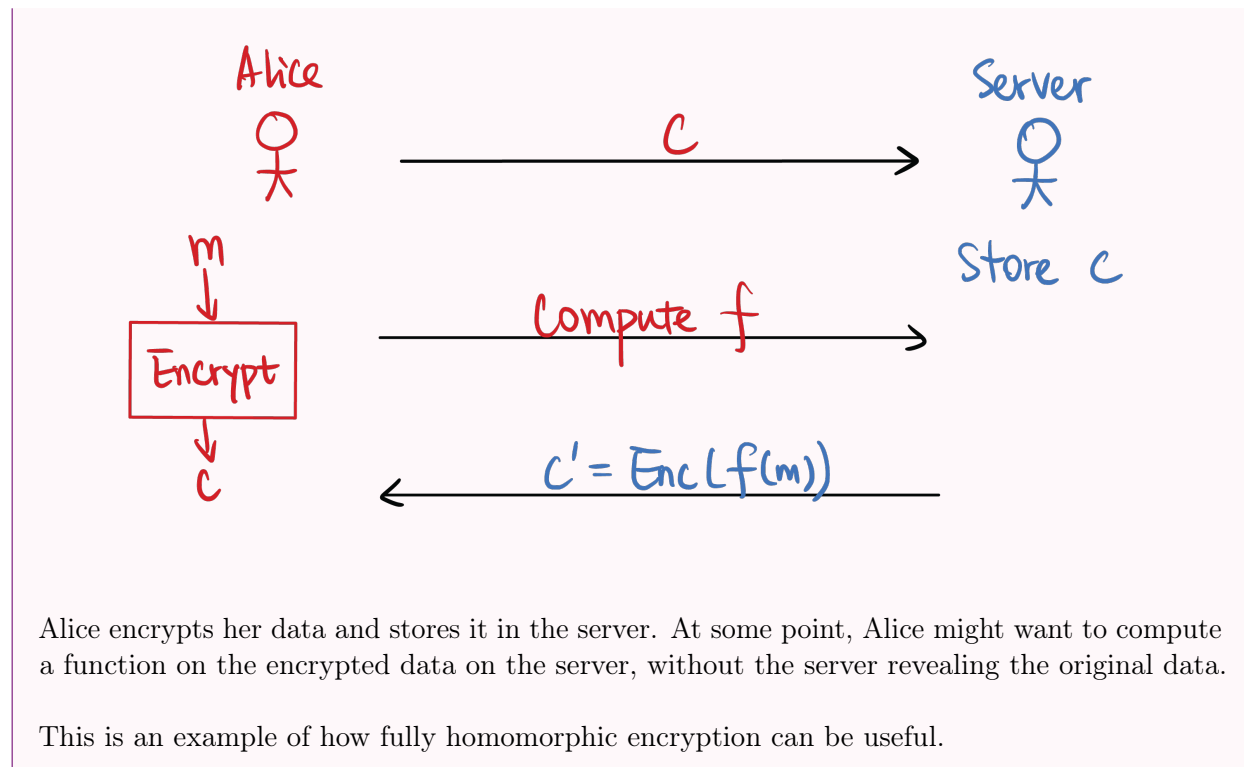 Alice
Server
C
m
Store c
Compute f
Encrypt
c' = Enc(f(m))
c
Alice encrypts her data and stores it in the server. At some point, Alice might want to compute
a function on the encrypted data on the server, without the server revealing the original data.
This is an example of how fully homomorphic encryption can be useful.